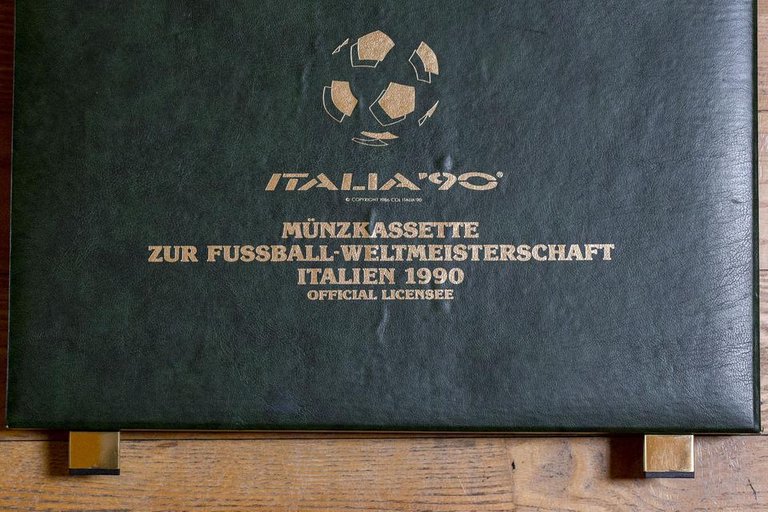 ITALIA'90®
© COPYRIGHT 1986 COL ITALIA '90
MÜNZKASSETTE
ZUR FUSSBALL-WELTMEISTERSCHAFT
ITALIEN 1990
OFFICIAL LICENSEE